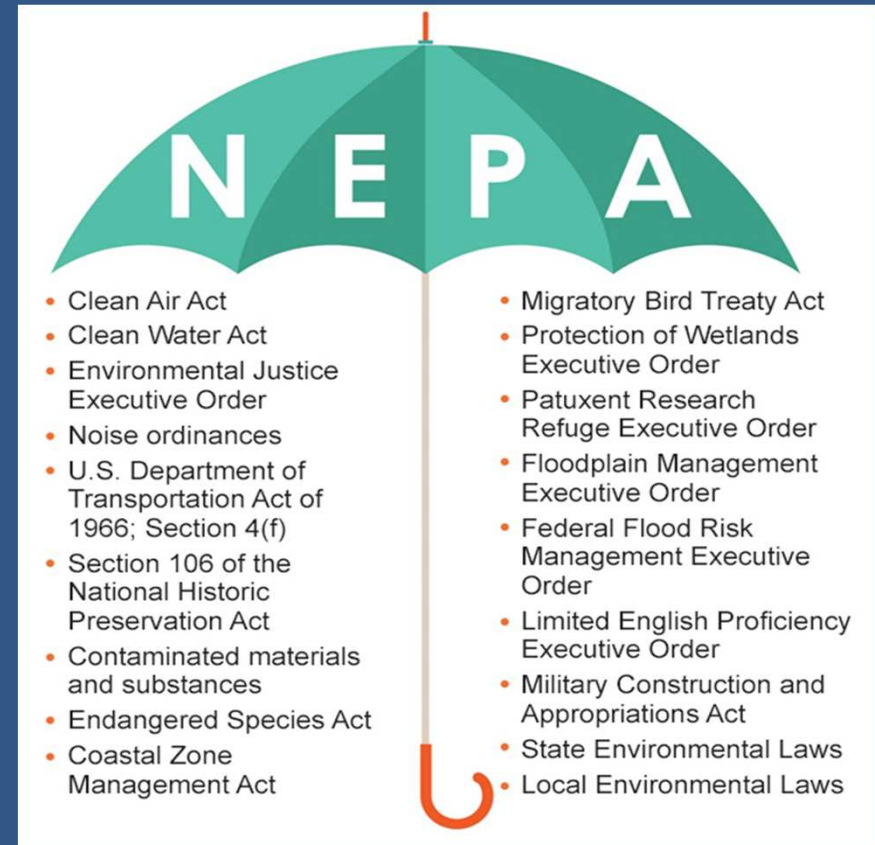 N E P A
Clean Air Act
Clean Water Act
Environmental Justice
Executive Order
Noise ordinances
U.S. Department of
Transportation Act of
1966; Section 4(f)
Section 106 of the
National Historic
Preservation Act
Contaminated materials
and substances
Endangered Species Act
Coastal Zone
Management Act
Migratory Bird Treaty Act
Protection of Wetlands
Executive Order
Patuxent Research
Refuge Executive Order
Floodplain Management
Executive Order
Federal Flood Risk
Management Executive
Order
Limited English Proficiency
Executive Order
Military Construction and
Appropriations Act
State Environmental Laws
Local Environmental Laws